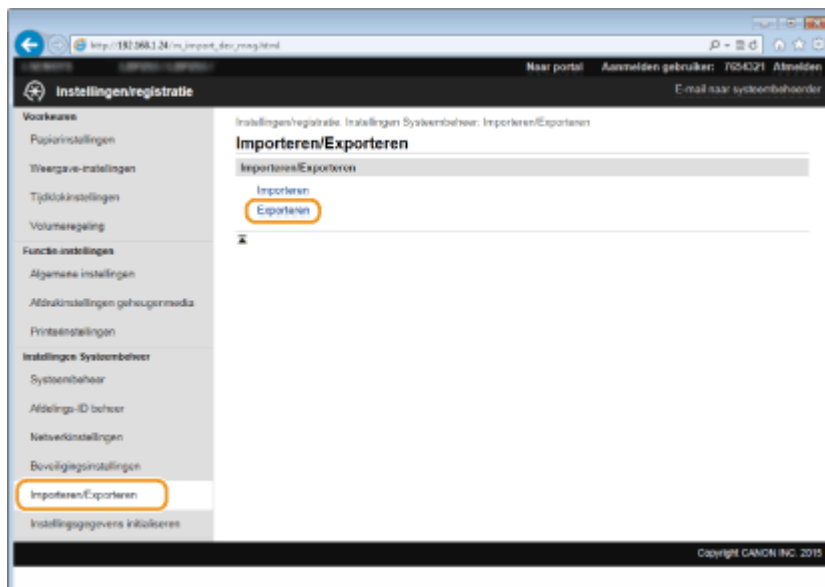 http://192.168.1.24/m_import_dev_mng.html
Naar portal Aanmelden gebruiker: 7654321 Afmelden
Instellingen/registratie
E-mail naar systeembeheerder
Voorkeuren
Papierinstellingen
Weergave-instellingen
Tijdklokinstellingen
Volumeregeling
Functie-instellingen
Algemene instellingen
Afdrukinstellingen geheugenmedia
Printerinstellingen
Instellingen Systeembeheer
Systeembeheer
Afdelings-ID beheer
Netwerkinstellingen
Beveiligingsinstellingen
Importeren/Exporteren
Instellingsgegevens initialiseren
Instellingen/registratie: Instellingen Systeembeheer: Importeren/Exporteren
Importeren/Exporteren
Importeren/Exporteren
Importeren
Exporteren
Copyright CANON INC. 2015